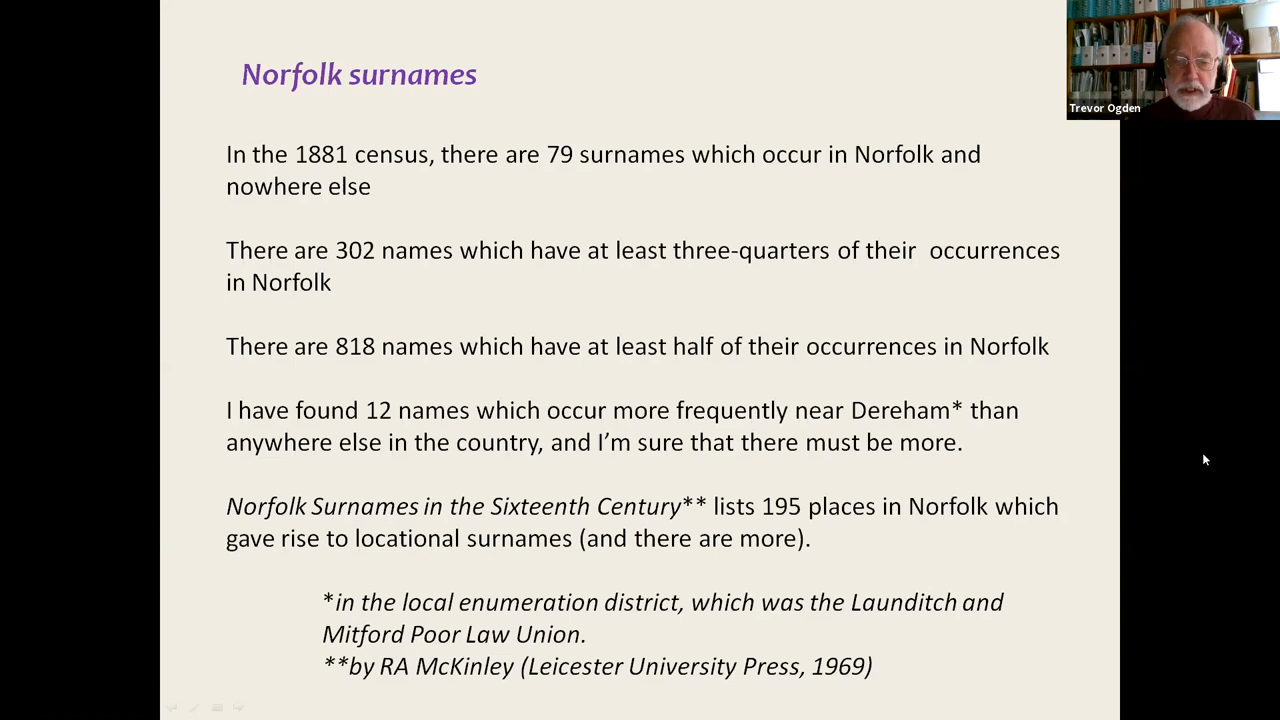 Norfolk surnames
Trevor Ogden
In the 1881 census, there are 79 surnames which occur in Norfolk and
nowhere else
There are 302 names which have at least three-quarters of their occurrences
in Norfolk
There are 818 names which have at least half of their occurrences in Norfolk
I have found 12 names which occur more frequently near Dereham* than
anywhere else in the country, and I’m sure that there must be more.
Norfolk Surnames in the Sixteenth Century** lists 195 places in Norfolk which
gave rise to locational surnames (and there are more).
*in the local enumeration district, which was the Launditch and
Mitford Poor Law Union.
**by RA McKinley (Leicester University Press, 1969)